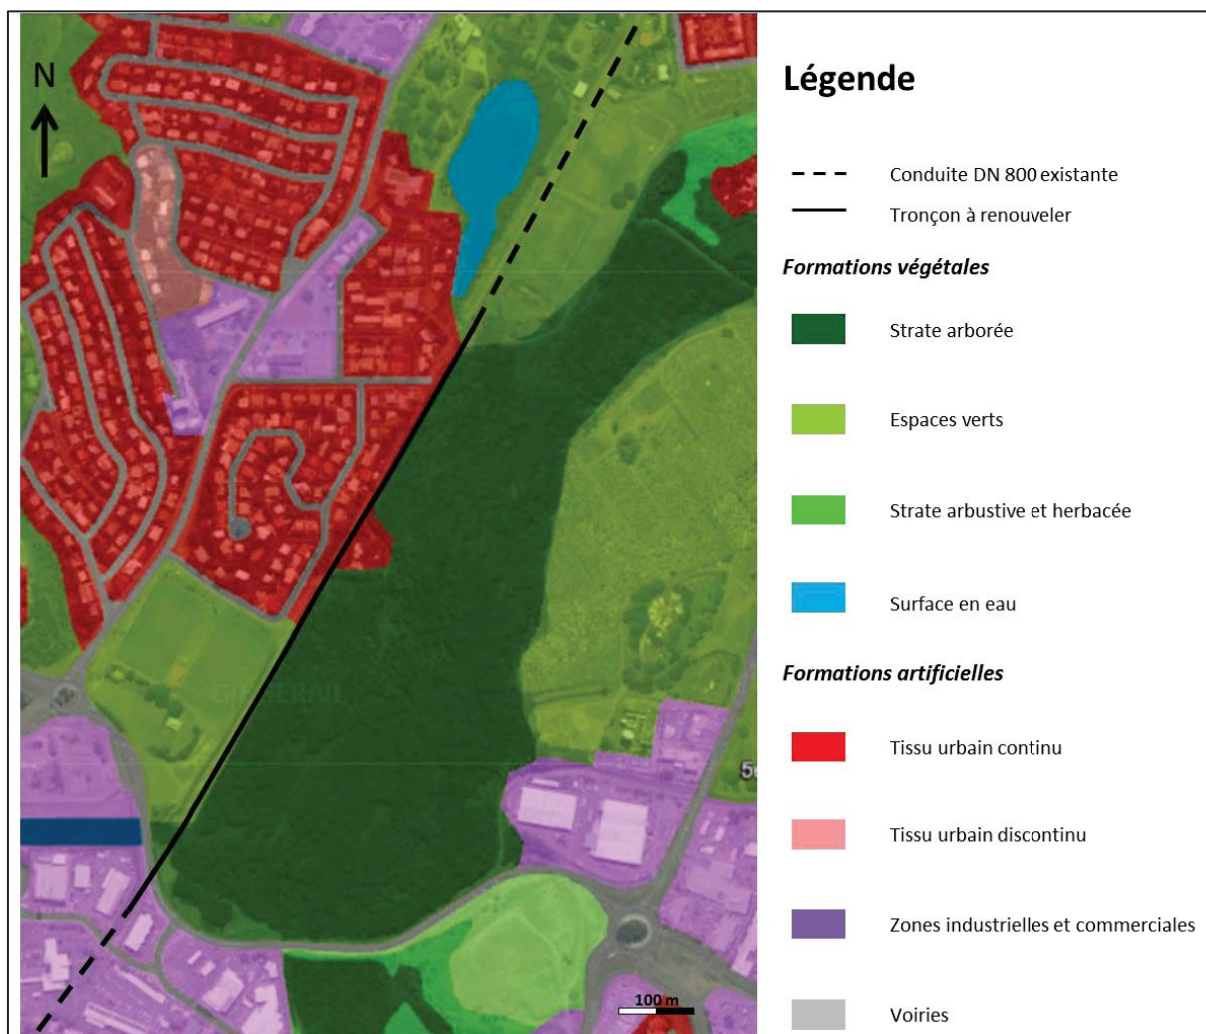 N
Légende
Conduite DN 800 existante
Tronçon à renouveler
Formations végétales
Strate arborée
Espaces verts
Strate arbustive et herbacée
Surface en eau
Formations artificielles
Tissu urbain continu
Tissu urbain discontinu
Zones industrielles et commerciales
Voiries
100 m